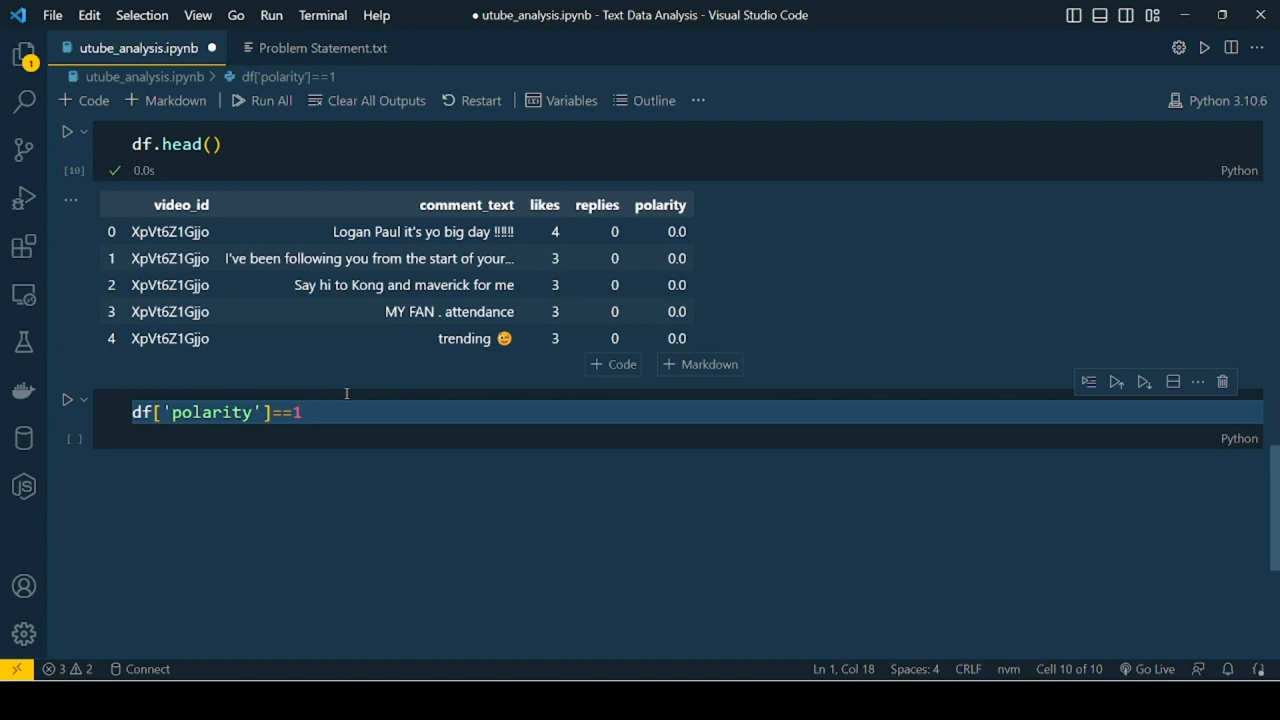 File Edit Selection View Go Run Terminal Help ● utube_analysis.ipynb - Text Data Analysis - Visual Studio Code
utube_analysis.ipynb ● Problem Statement.txt
utube_analysis.ipynb > df['polarity']==1
+ Code + Markdown Run All Clear All Outputs Restart Variables Outline ... Python 3.10.6
df.head()
[10] 0.0s Python
... video_id comment_text likes replies polarity
0 XpVt6Z1Gjjo Logan Paul it's yo big day ‼️‼️‼️ 4 0 0.0
1 XpVt6Z1Gjjo I've been following you from the start of your... 3 0 0.0
2 XpVt6Z1Gjjo Say hi to Kong and maverick for me 3 0 0.0
3 XpVt6Z1Gjjo MY FAN . attendance 3 0 0.0
4 XpVt6Z1Gjjo trending 😉 3 0 0.0
+ Code + Markdown
df['polarity']==1
[ ] Python
3 2 Connect Ln 1, Col 18 Spaces: 4 CRLF nvm Cell 10 of 10 Go Live